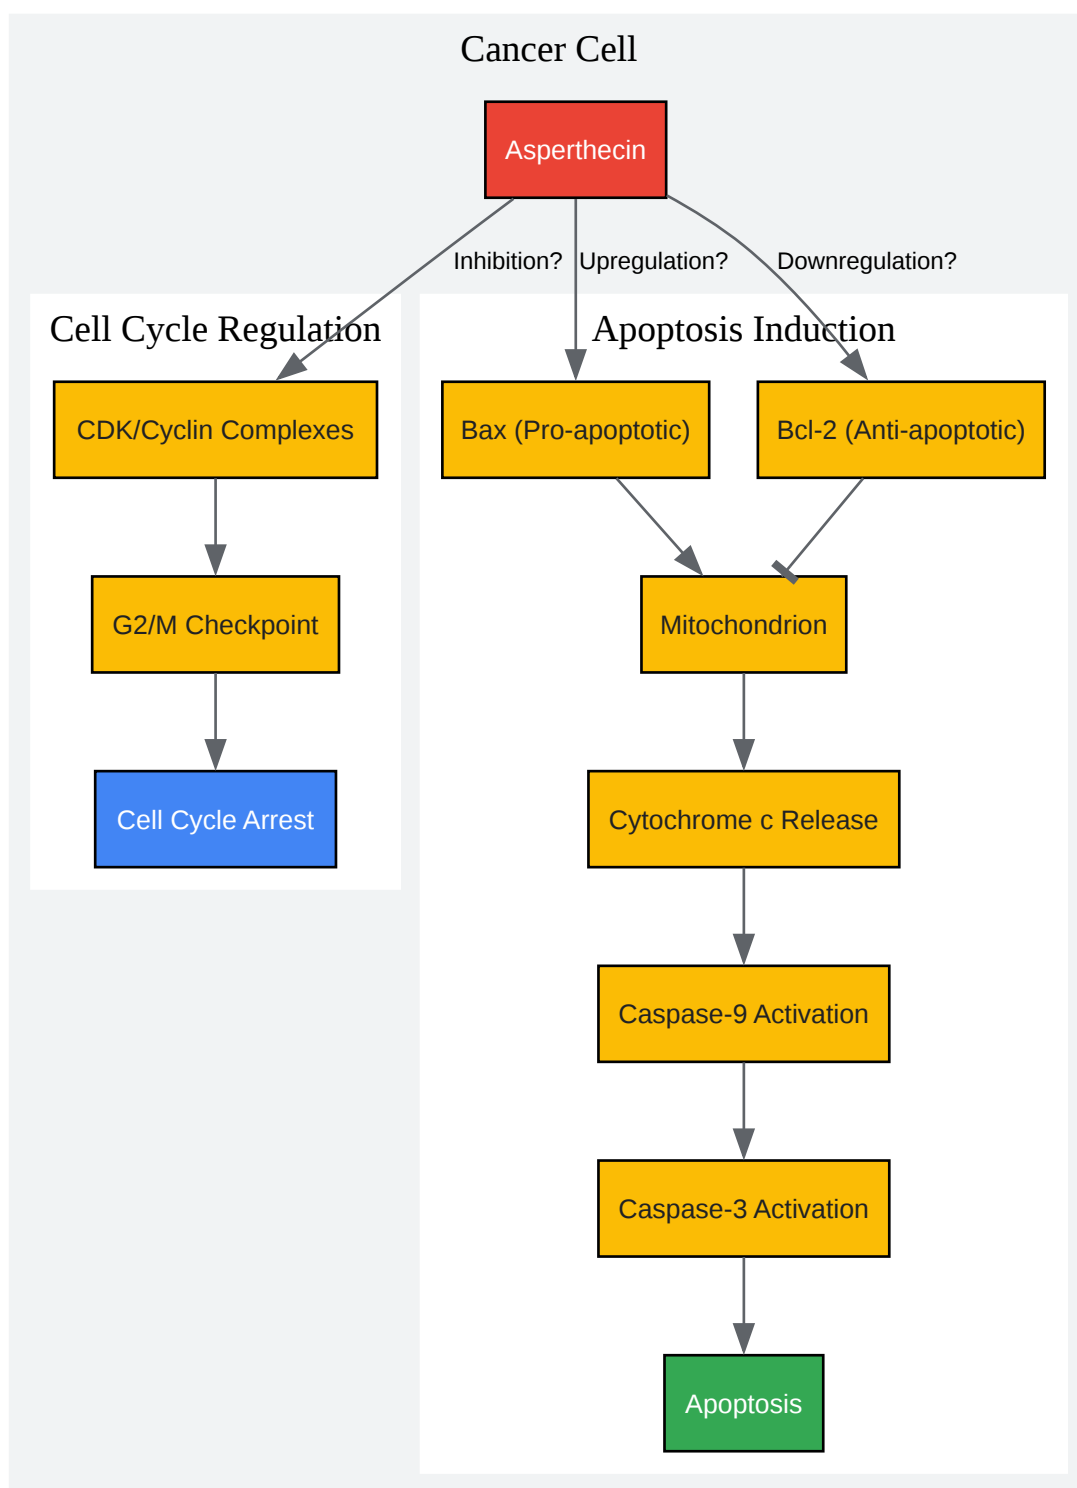 Cancer Cell
Asperthecin
Inhibition?
Upregulation?
Downregulation?
Cell Cycle Regulation
Apoptosis Induction
CDK/Cyclin Complexes
Bax (Pro-apoptotic)
Bcl-2 (Anti-apoptotic)
G2/M Checkpoint
Mitochondrion
Cell Cycle Arrest
Cytochrome c Release
Caspase-9 Activation
Caspase-3 Activation
Apoptosis